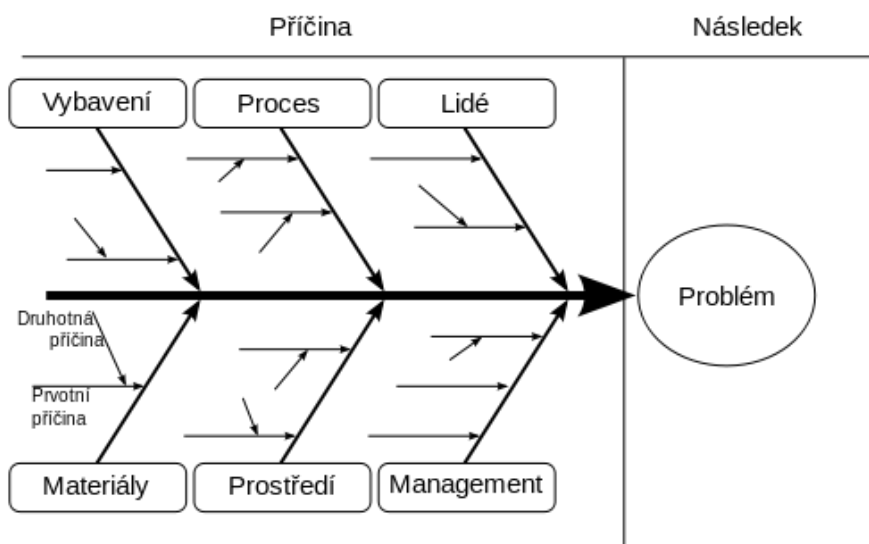 Příčina
Následek
Vybavení
Proces
Lidé
Problém
Druhotná
příčina
Prvotní
příčina
Materiály
Prostředí
Management